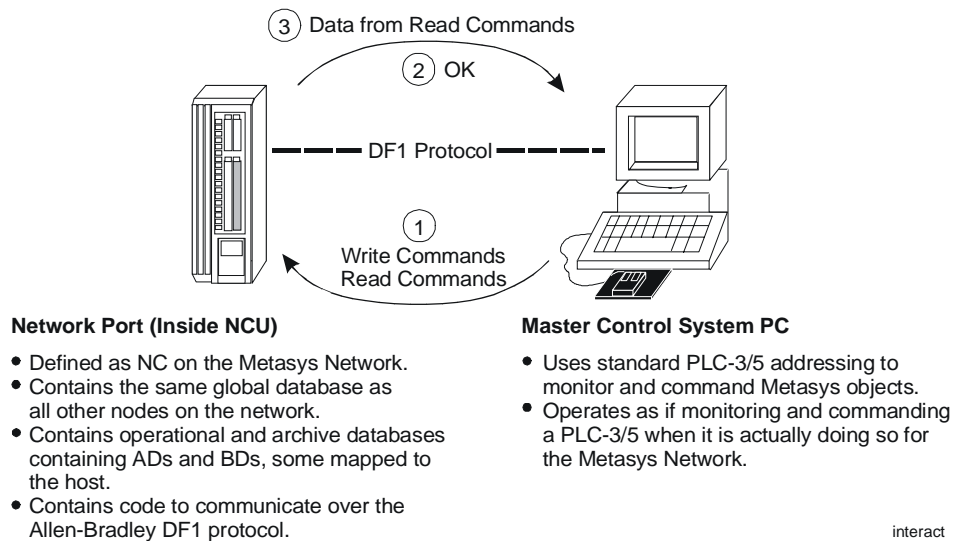 3 Data from Read Commands
2 OK
DF1 Protocol
1
Write Commands
Read Commands
Network Port (Inside NCU)
• Defined as NC on the Metasys Network.
• Contains the same global database as
all other nodes on the network.
• Contains operational and archive databases
containing ADs and BDs, some mapped to
the host.
• Contains code to communicate over the
Allen-Bradley DF1 protocol.
Master Control System PC
• Uses standard PLC-3/5 addressing to
monitor and command Metasys objects.
• Operates as if monitoring and commanding
a PLC-3/5 when it is actually doing so for
the Metasys Network.
interact